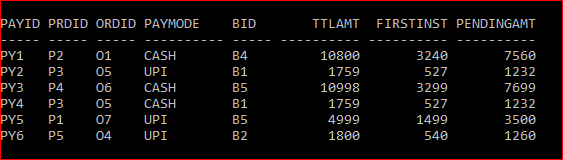 PAYID PRDID ORDID PAYMODE    BID       TTLAMT  FIRSTINST PENDINGAMT
----- ----- ----- ---------- ----- ---------- ---------- ----------
PY1   P2    O1    CASH       B4         10800       3240       7560
PY2   P3    O5    UPI        B1          1759        527       1232
PY3   P4    O6    CASH       B5         10998       3299       7699
PY4   P3    O5    CASH       B1          1759        527       1232
PY5   P1    O7    UPI        B5          4999       1499       3500
PY6   P5    O4    UPI        B2          1800        540       1260